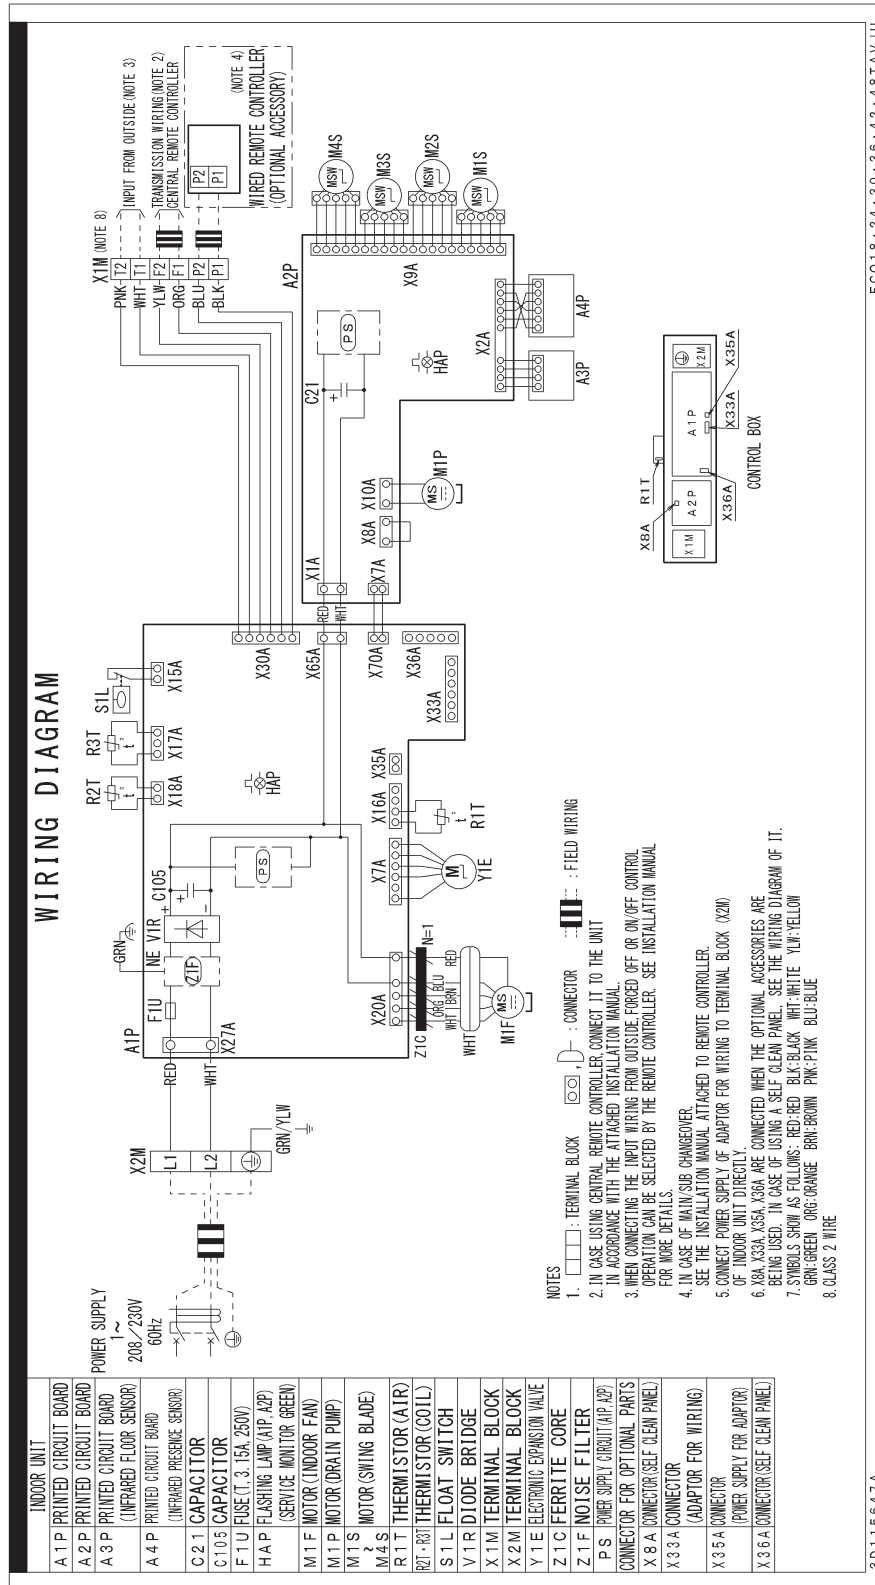 WIRING DIAGRAM
INDOOR UNIT
A1P PRINTED CIRCUIT BOARD
A2P PRINTED CIRCUIT BOARD
A3P PRINTED CIRCUIT BOARD
(INFRARED FLOOR SENSOR)
A4P PRINTED CIRCUIT BOARD
(INFRARED PRESENCE SENSOR)
C21 CAPACITOR
C105 CAPACITOR
F1U FUSE(T, 3. 15A, 250V)
HAP FLASHING LAMP(A1P, A2P)
(SERVICE MONITOR GREEN)
M1F MOTOR(INDOOR FAN)
M1P MOTOR(DRAIN PUMP)
M1S
~
M4S
MOTOR(SWING BLADE)
R1T THERMISTOR(AIR)
R2T・R3T THERMISTOR(COIL)
S1L FLOAT SWITCH
V1R DIODE BRIDGE
X1M TERMINAL BLOCK
X2M TERMINAL BLOCK
Y1E ELECTRONIC EXPANSION VALVE
Z1C FERRITE CORE
Z1F NOISE FILTER
PS POWER SUPPLY CIRCUIT(A1P, A2P)
CONNECTOR FOR OPTIONAL PARTS
X8A CONNECTOR(SELF CLEAN PANEL)
X33A CONNECTOR
(ADAPTOR FOR WIRING)
X35A CONNECTOR
(POWER SUPPLY FOR ADAPTOR)
X36A CONNECTOR(SELF CLEAN PANEL)
POWER SUPPLY
1~
208/230V
60Hz
X2M
L1
L2
GRN/YLW
RED
WHT
A1P
X27A
F1U
Z1F
GRN
NE
V1R
+
-
C105
+
PS
HAP
R2T
t°
X18A
R3T
t°
X17A
S1L
X15A
X30A
X65A
X70A
X36A
X33A
X35A
X16A
R1T
t°
X7A
M
Y1E
X20A
Z1C
N=1
WHT
ORG
BRN
BLU
RED
WHT
MS
M1F
RED
WHT
X1A
X7A
X8A
X10A
MS
M1P
C21
+
PS
HAP
A2P
X9A
X2A
A3P
A4P
MSW
M4S
MSW
M3S
MSW
M2S
MSW
M1S
X1M (NOTE 8)
PNK T2
WHT T1
YLW F2
ORG F1
BLU P2
BLK P1
INPUT FROM OUTSIDE(NOTE 3)
TRANSMISSION WIRING(NOTE 2)
CENTRAL REMOTE CONTROLLER
P2
P1
(NOTE 4)
WIRED REMOTE CONTROLLER
(OPTIONAL ACCESSORY)
X8A
R1T
X1M
A2P
A1P
X2M
X36A
X33A
X35A
CONTROL BOX
NOTES
1. : TERMINAL BLOCK , : CONNECTOR : FIELD WIRING
2. IN CASE USING CENTRAL REMOTE CONTROLLER, CONNECT IT TO THE UNIT
IN ACCORDANCE WITH THE ATTACHED INSTALLATION MANUAL.
3. WHEN CONNECTING THE INPUT WIRING FROM OUTSIDE, FORCED OFF OR ON/OFF CONTROL
OPERATION CAN BE SELECTED BY THE REMOTE CONTROLLER. SEE INSTALLATION MANUAL
FOR MORE DETAILS.
4. IN CASE OF MAIN/SUB CHANGEOVER,
SEE THE INSTALLATION MANUAL ATTACHED TO REMOTE CONTROLLER.
5. CONNECT POWER SUPPLY OF ADAPTOR FOR WIRING TO TERMINAL BLOCK (X2M)
OF INDOOR UNIT DIRECTLY.
6. X8A, X33A, X35A, X36A ARE CONNECTED WHEN THE OPTIONAL ACCESSORIES ARE
BEING USED. IN CASE OF USING A SELF CLEAN PANEL, SEE THE WIRING DIAGRAM OF IT.
7. SYMBOLS SHOW AS FOLLOWS: RED:RED BLK:BLACK WHT:WHITE YLW:YELLOW
GRN:GREEN ORG:ORANGE BRN:BROWN PNK:PINK BLU:BLUE
8. CLASS 2 WIRE